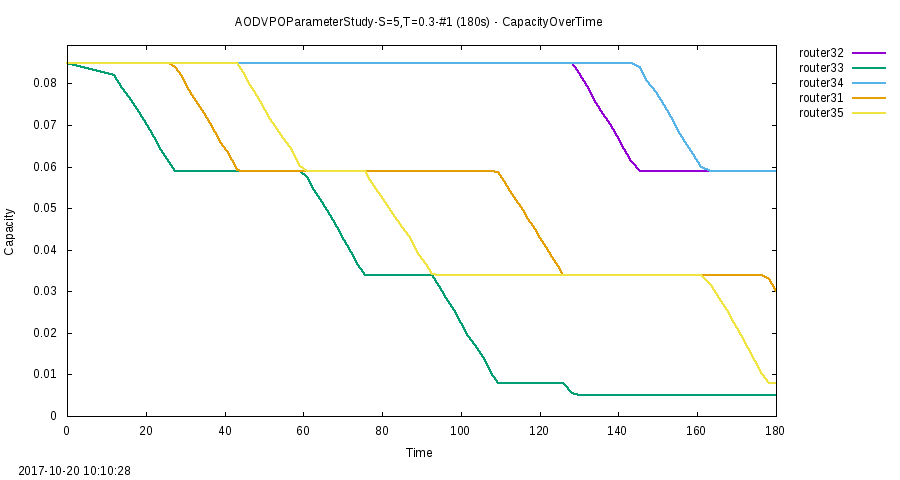 AODVPOParameterStudy-S=5,T=0.3-#1 (180s) - CapacityOverTime
router32
router33
router34
router31
router35
0.08
0.07
0.06
0.05
0.04
0.03
0.02
0.01
0
Capacity
0 20 40 60 80 100 120 140 160 180
Time
2017-10-20 10:10:28